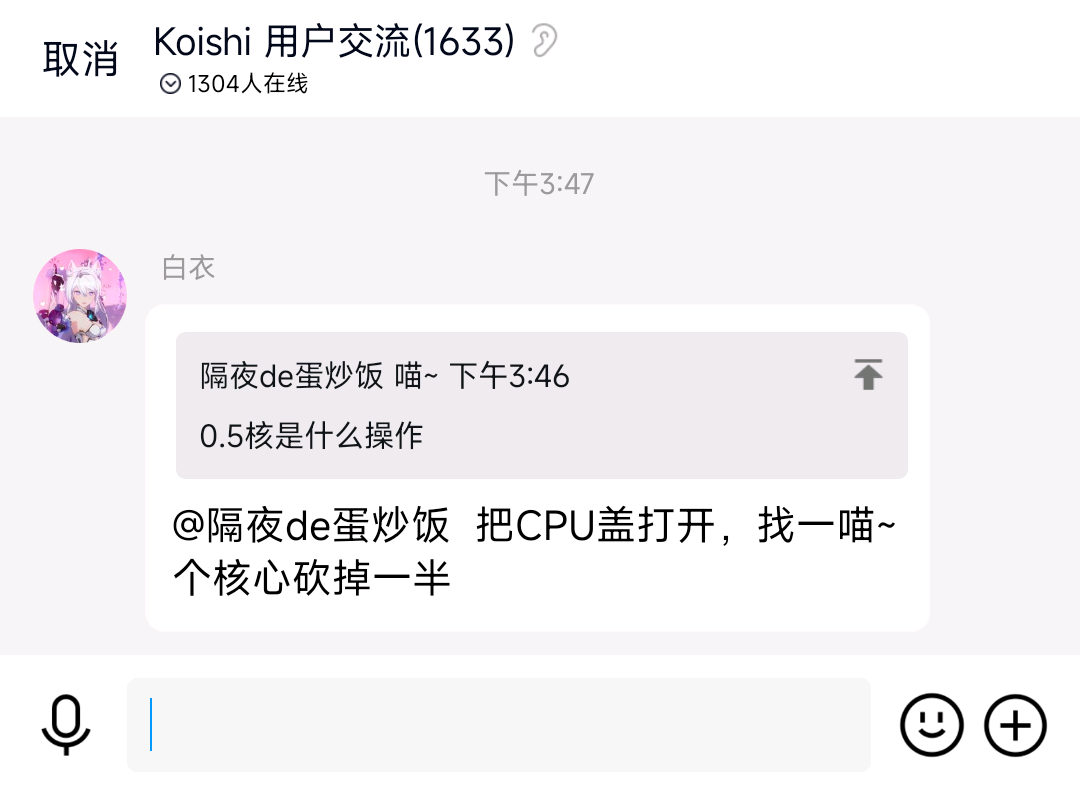 取消
Koishi 用户交流(1633)
1304人在线
下午3:47
白衣
隔夜de蛋炒饭 喵~ 下午3:46
0.5核是什么操作
@隔夜de蛋炒饭 把CPU盖打开，找一喵~
个核心砍掉一半